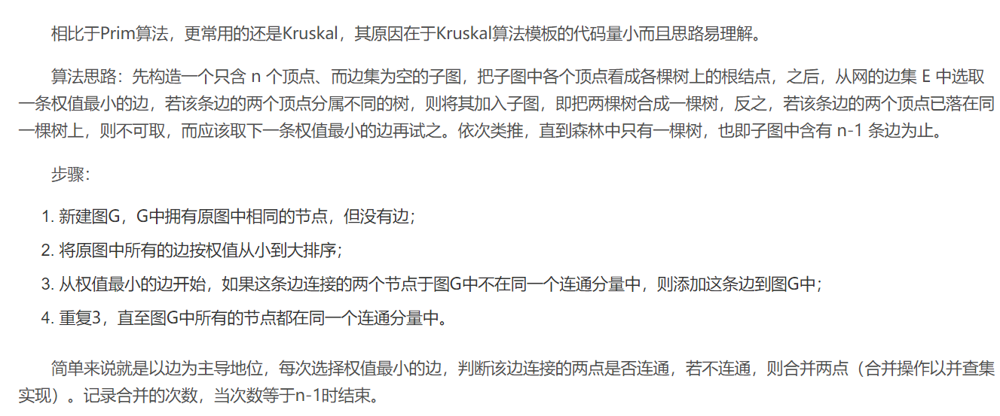 相比于Prim算法，更常用的还是Kruskal，其原因在于Kruskal算法模板的代码量小而且思路易理解。
算法思路：先构造一个只含 n 个顶点、而边集为空的子图，把子图中各个顶点看成各棵树上的根结点，之后，从网的边集 E 中选取
一条权值最小的边，若该条边的两个顶点分属不同的树，则将其加入子图，即把两棵树合成一棵树，反之，若该条边的两个顶点已落在同
一棵树上，则不可取，而应该取下一条权值最小的边再试之。依次类推，直到森林中只有一棵树，也即子图中含有 n-1 条边为止。
步骤：
1. 新建图G，G中拥有原图中相同的节点，但没有边；
2. 将原图中所有的边按权值从小到大排序；
3. 从权值最小的边开始，如果这条边连接的两个节点于图G中不在同一个连通分量中，则添加这条边到图G中；
4. 重复3，直至图G中所有的节点都在同一个连通分量中。
简单来说就是以边为主导地位，每次选择权值最小的边，判断该边连接的两点是否连通，若不连通，则合并两点（合并操作以并查集
实现）。记录合并的次数，当次数等于n-1时结束。